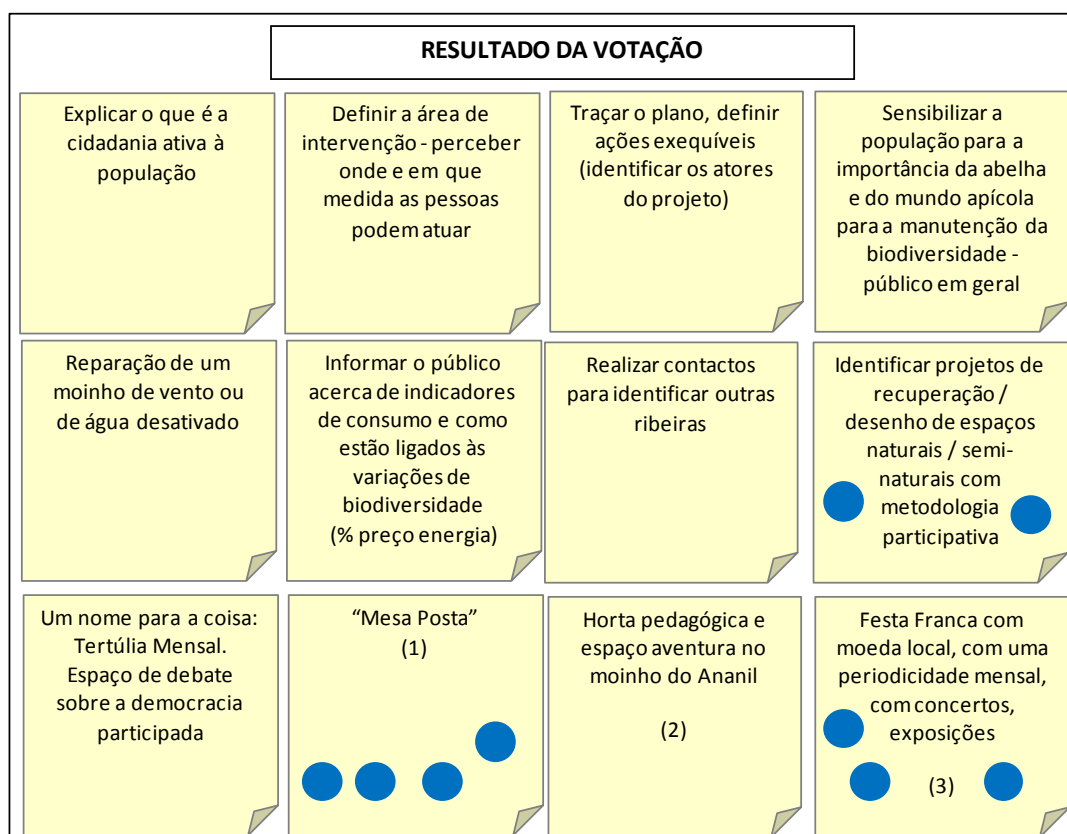 RESULTADO DA VOTAÇÃO
Explicar o que é a
cidadania ativa à
população
Definir a área de
intervenção - perceber
onde e em que
medida as pessoas
podem atuar
Traçar o plano, definir
ações exequíveis
(identificar os atores
do projeto)
Sensibilizar a
população para a
importância da abelha
e do mundo apícola
para a manutenção da
biodiversidade -
público em geral
Reparação de um
moinho de vento ou
de água desativado
Informar o público
acerca de indicadores
de consumo e como
estão ligados às
variações de
biodiversidade
(% preço energia)
Realizar contactos
para identificar outras
ribeiras
Identificar projetos de
recuperação /
desenho de espaços
naturais / semi-
naturais com
metodologia
participativa
Um nome para a coisa:
Tertúlia Mensal.
Espaço de debate
sobre a democracia
participada
“Mesa Posta”
(1)
Horta pedagógica e
espaço aventura no
moinho do Ananil
(2)
Festa Franca com
moeda local, com uma
periodicidade mensal,
com concertos,
exposições
(3)